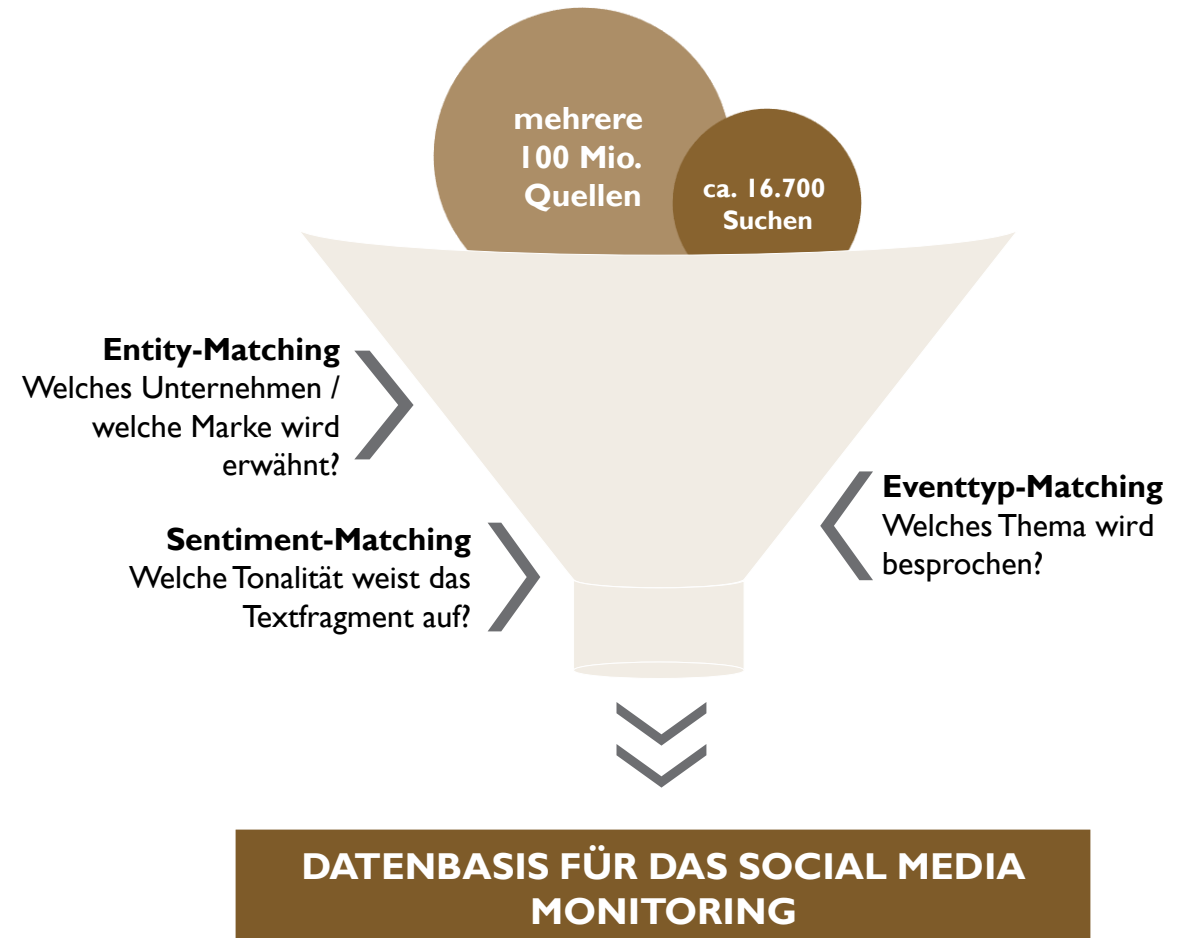 mehrere
100 Mio.
Quellen
ca. 16.700
Suchen
Entity-Matching
Welches Unternehmen /
welche Marke wird
erwähnt?
Eventtyp-Matching
Welches Thema wird
besprochen?
Sentiment-Matching
Welche Tonalität weist das
Textfragment auf?
DATENBASIS FÜR DAS SOCIAL MEDIA
MONITORING